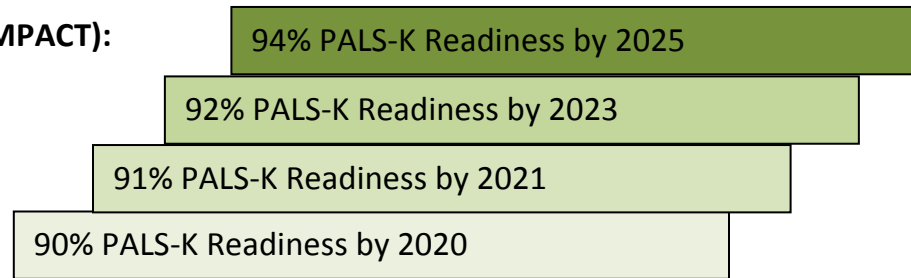 MPACT):
94% PALS-K Readiness by 2025
92% PALS-K Readiness by 2023
91% PALS-K Readiness by 2021
90% PALS-K Readiness by 2020